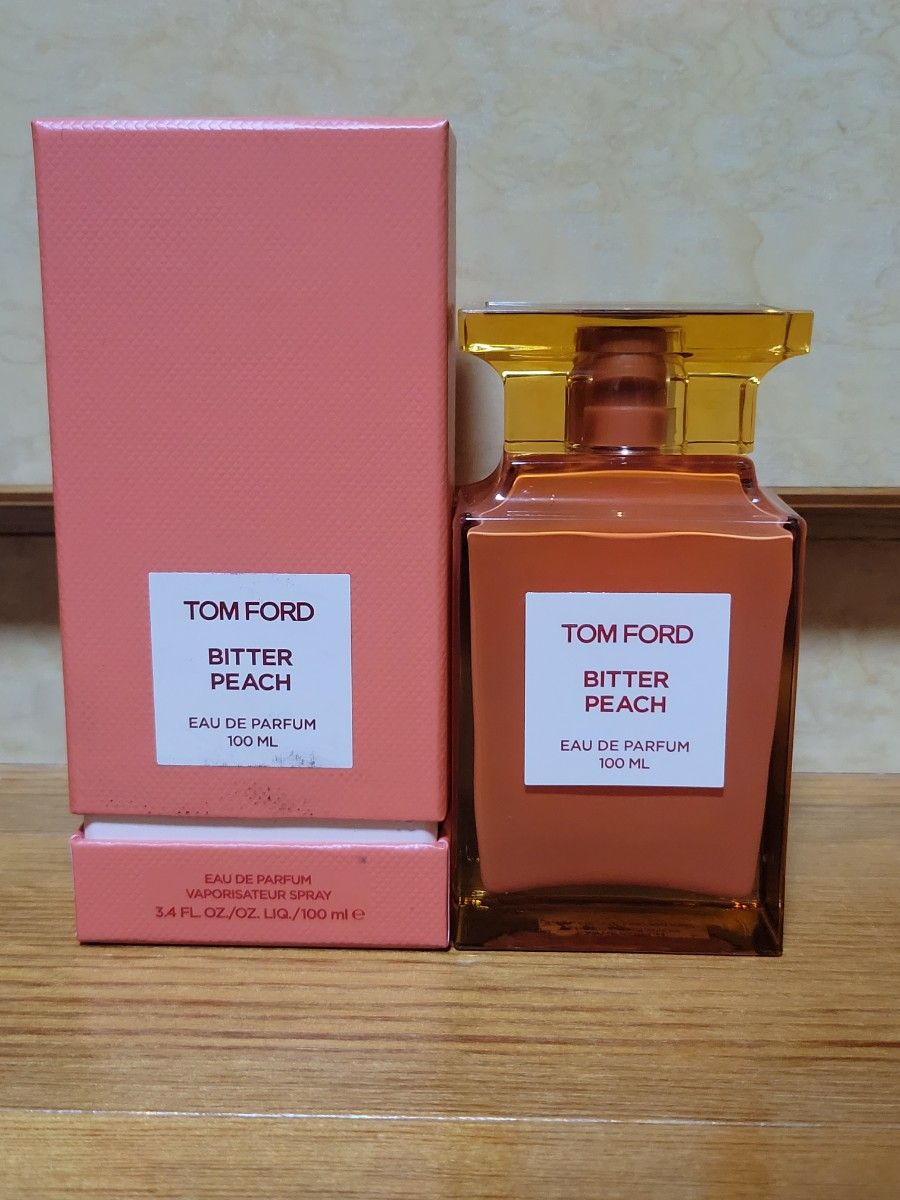 TOM FORD
BITTER
PEACH
EAU DE PARFUM
100 ML
EAU DE PARFUM
VAPORISATEUR SPRAY
3.4 FL. OZ./OZ. LIQ./100 ml ℮
TOM FORD
BITTER
PEACH
EAU DE PARFUM
100 ML